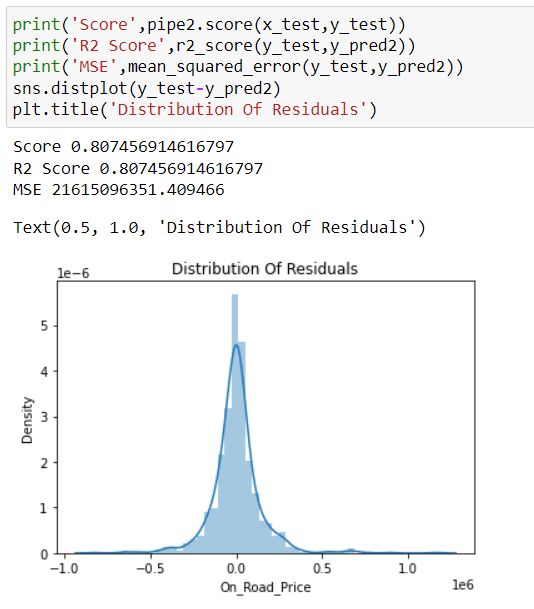 print('Score',pipe2.score(x_test,y_test))
print('R2 Score',r2_score(y_test,y_pred2))
print('MSE',mean_squared_error(y_test,y_pred2))
sns.distplot(y_test-y_pred2)
plt.title('Distribution Of Residuals')
Score 0.807456914616797
R2 Score 0.807456914616797
MSE 21615096351.409466
Text(0.5, 1.0, 'Distribution Of Residuals')
1e−6
Distribution Of Residuals
5
4
3
2
1
0
Density
−1.0
−0.5
0.0
0.5
1.0
On_Road_Price
1e6